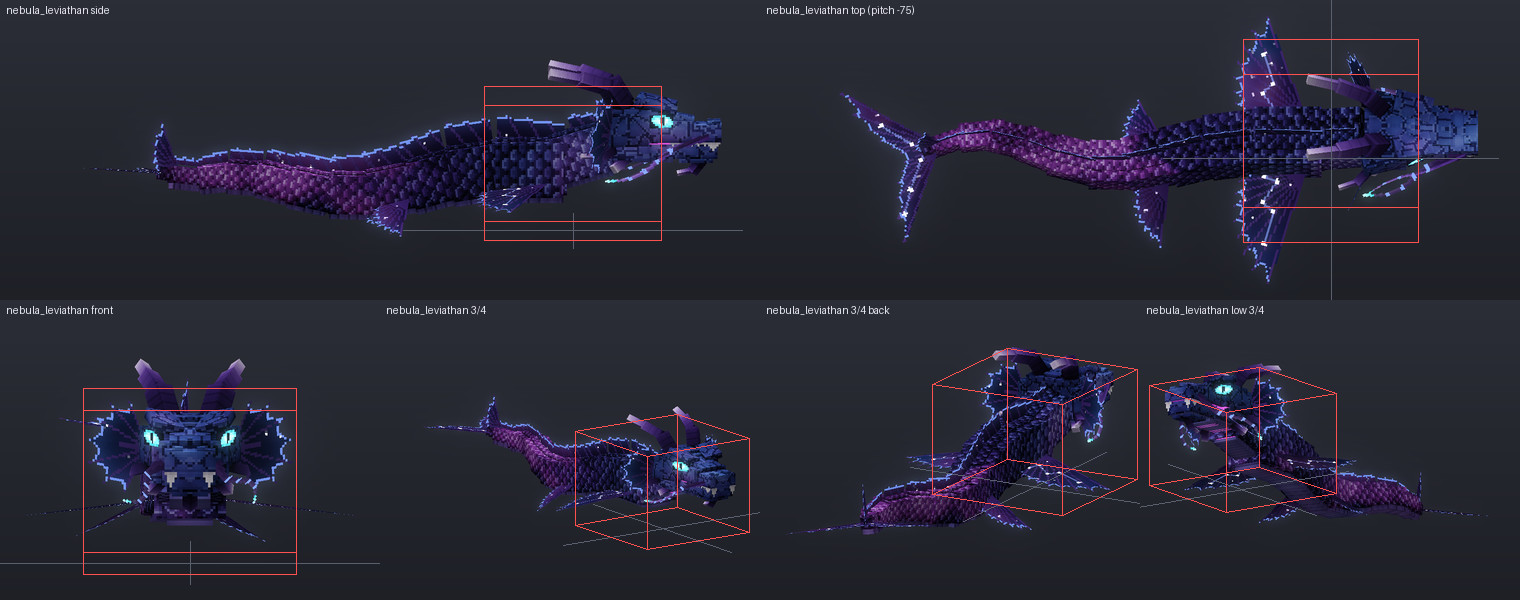 nebula_leviathan side
nebula_leviathan top (pitch -75)
nebula_leviathan front
nebula_leviathan 3/4
nebula_leviathan 3/4 back
nebula_leviathan low 3/4